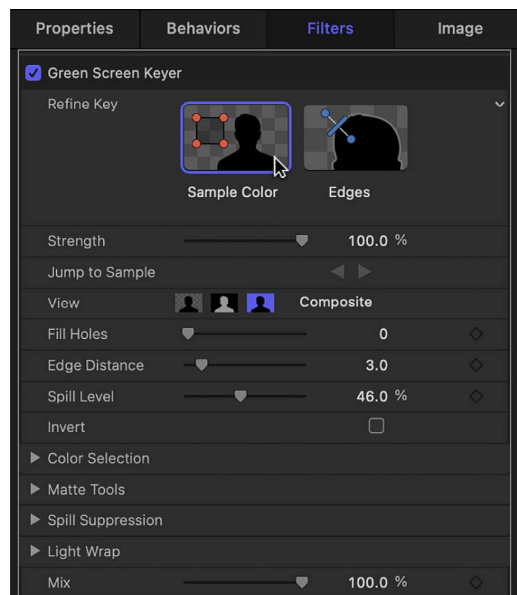 Properties Behaviors Filters Image
Green Screen Keyer
Refine Key
Sample Color Edges
Strength 100.0 %
Jump to Sample
View Composite
Fill Holes 0
Edge Distance 3.0
Spill Level 46.0 %
Invert
Color Selection
Matte Tools
Spill Suppression
Light Wrap
Mix 100.0 %